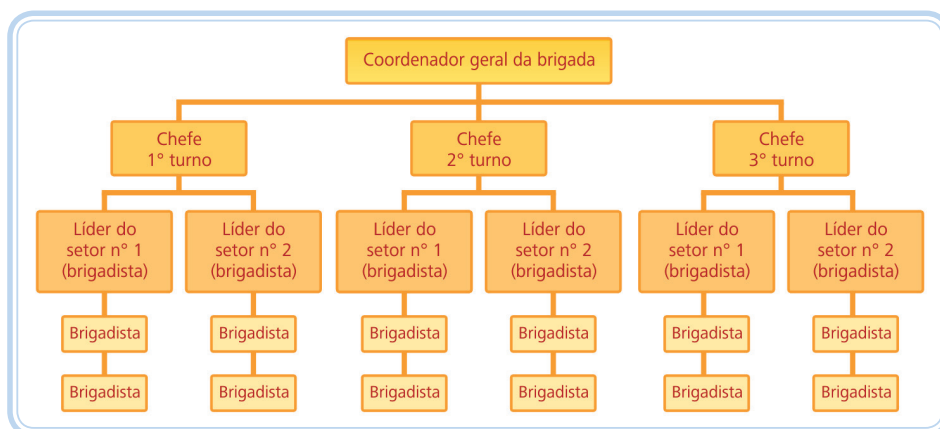 Coordenador geral da brigada
Chefe
1° turno
Chefe
2° turno
Chefe
3° turno
Líder do
setor n° 1
(brigadista)
Líder do
setor n° 2
(brigadista)
Líder do
setor n° 1
(brigadista)
Líder do
setor n° 2
(brigadista)
Líder do
setor n° 1
(brigadista)
Líder do
setor n° 2
(brigadista)
Brigadista
Brigadista
Brigadista
Brigadista
Brigadista
Brigadista
Brigadista
Brigadista
Brigadista
Brigadista
Brigadista
Brigadista